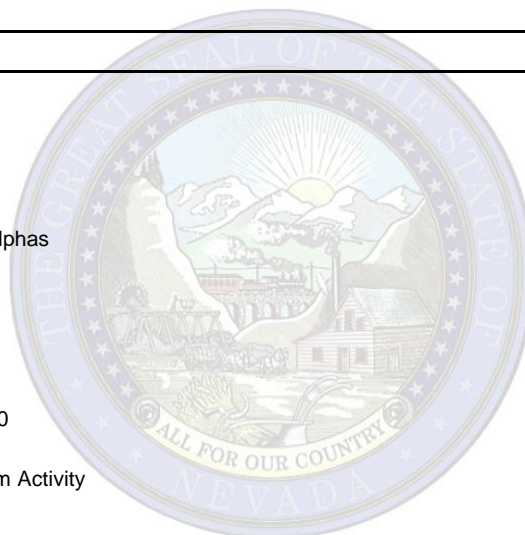 THE GREAT SEAL OF THE STATE OF
lphas
0
ALL FOR OUR COUNTRY
Activity
NEVADA